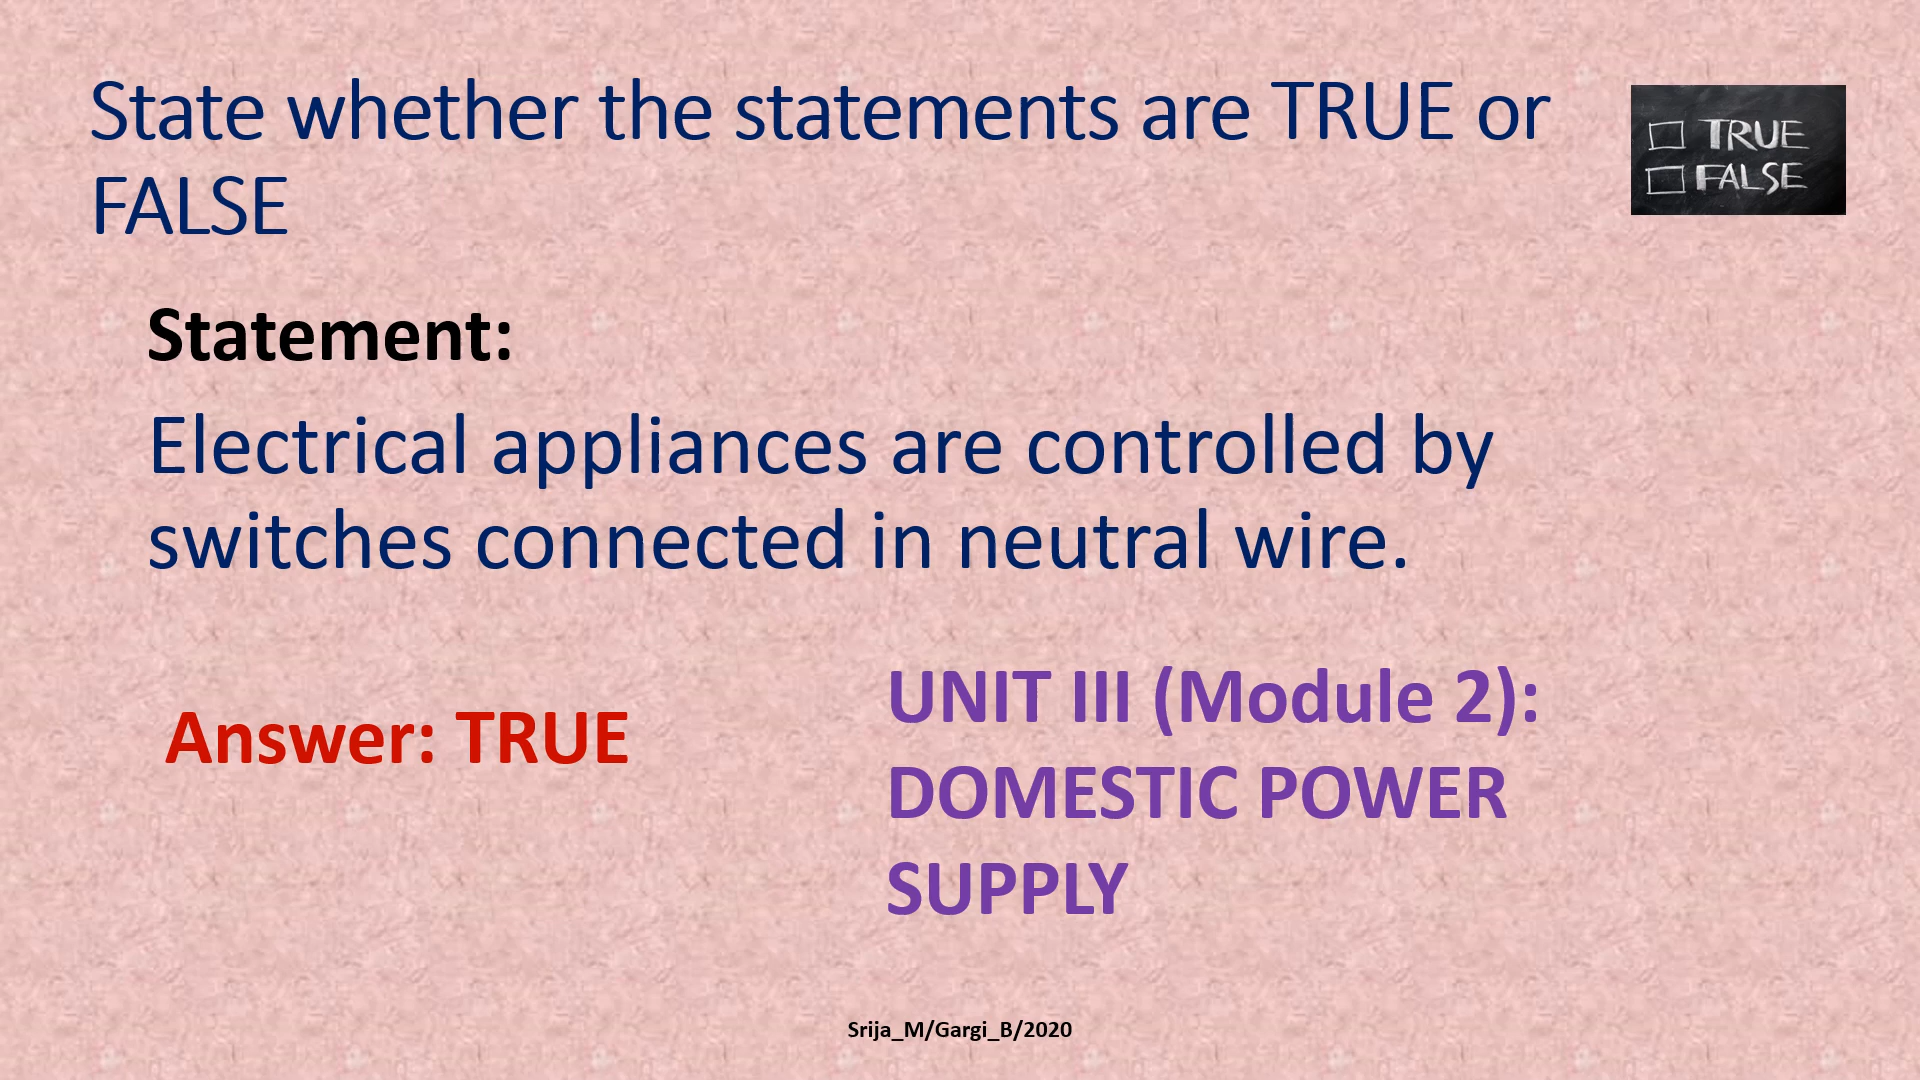 State whether the statements are TRUE or
FALSE
TRUE
FALSE
Statement:
Electrical appliances are controlled by
switches connected in neutral wire.
Answer: TRUE
UNIT III (Module 2):
DOMESTIC POWER
SUPPLY
Srija_M/Gargi_B/2020